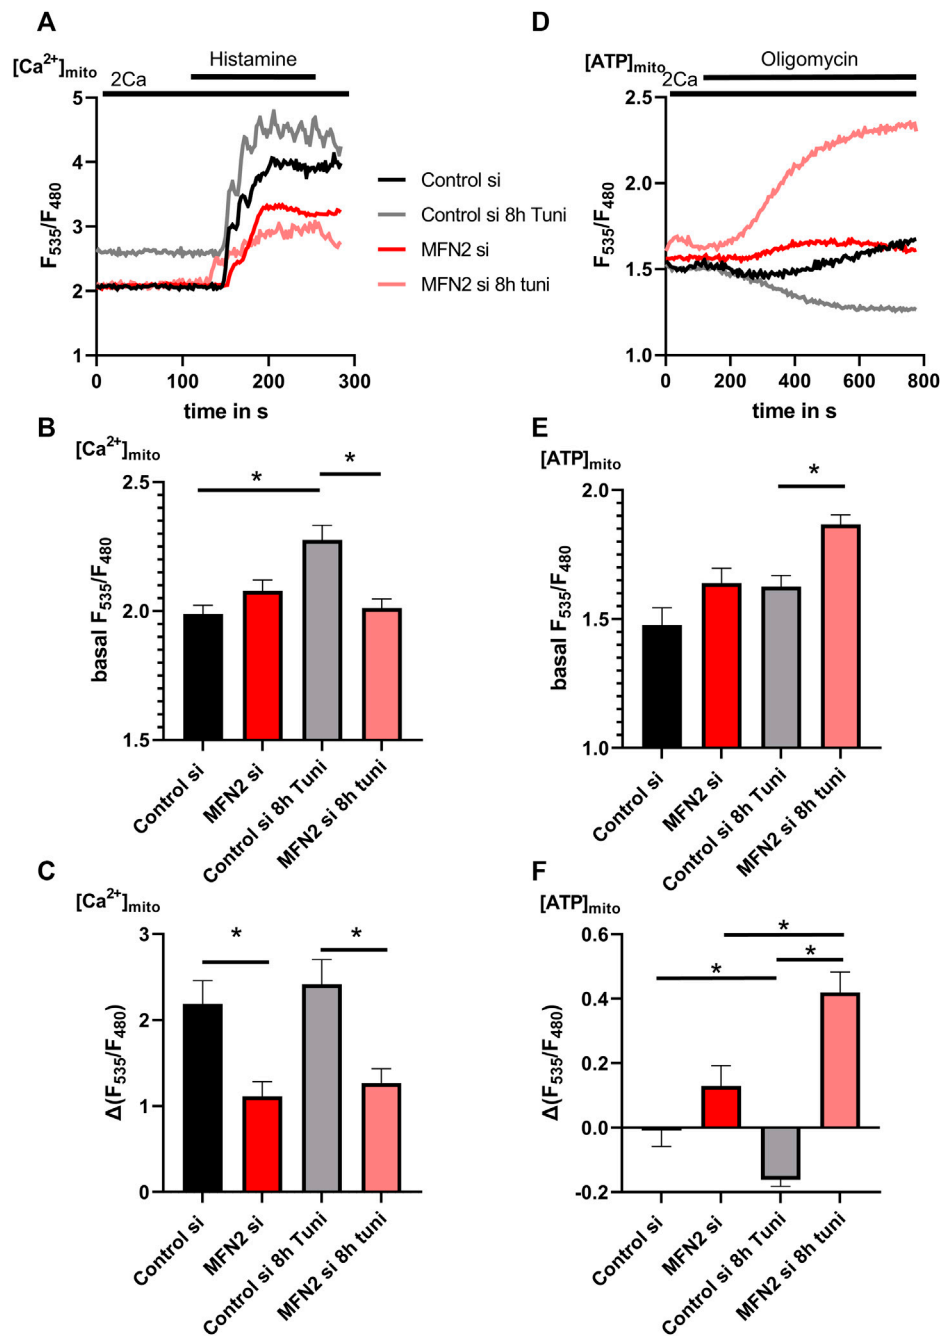 A
[Ca2+]mito
Histamine
2Ca
5
4
3
2
1
F535/F480
0
100
200
300
time in s
Control si
Control si 8h Tuni
MFN2 si
MFN2 si 8h tuni
D
[ATP]mito
Oligomycin
2Ca
2.5
2.0
1.5
1.0
F535/F480
0
200
400
600
800
time in s
B
[Ca2+]mito
*
*
2.5
2.0
1.5
basal F535/F480
Control si
MFN2 si
Control si 8h Tuni
MFN2 si 8h tuni
E
[ATP]mito
*
2.0
1.5
1.0
basal F535/F480
Control si
MFN2 si
Control si 8h Tuni
MFN2 si 8h tuni
C
[Ca2+]mito
*
*
3
2
1
0
Δ(F535/F480)
Control si
MFN2 si
Control si 8h Tuni
MFN2 si 8h tuni
F
[ATP]mito
*
*
*
0.6
0.4
0.2
0.0
-0.2
Δ(F535/F480)
Control si
MFN2 si
Control si 8h Tuni
MFN2 si 8h tuni